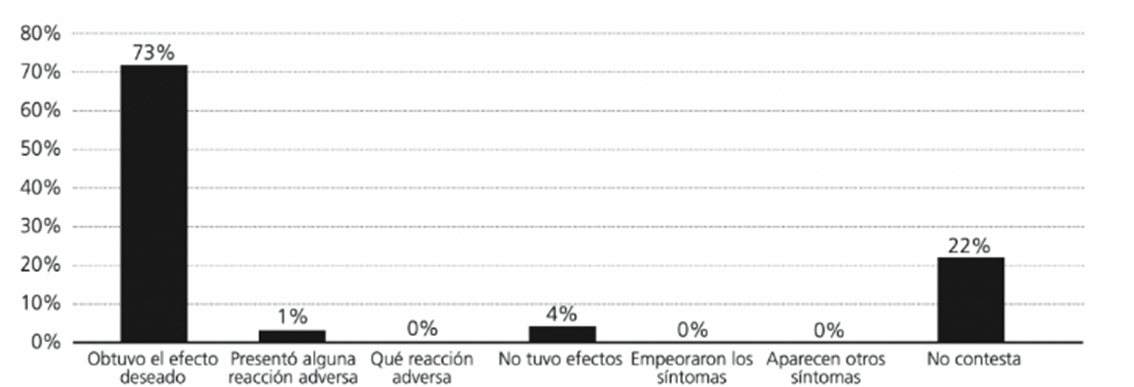 80%
73%
70%
60%
50%
40%
30%
22%
20%
10%
1%
4%
0%
0%
0%
0%
Obtuvo el efecto
deseado
Presentó alguna
reacción adversa
Qué reacción
adversa
No tuvo efectos
Empeoraron los
síntomas
Aparecen otros
síntomas
No contesta